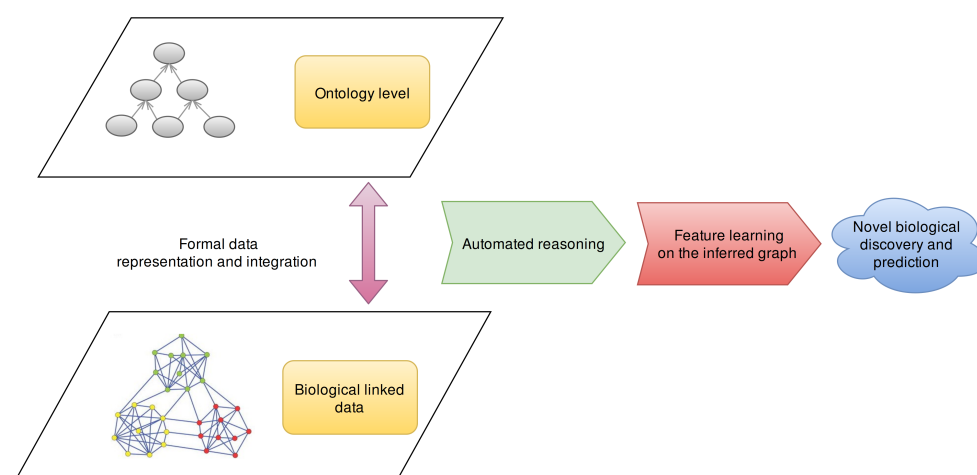 Ontology level
Formal data
representation and integration
Automated reasoning
Feature learning
on the inferred graph
Novel biological
discovery and
prediction
Biological linked
data